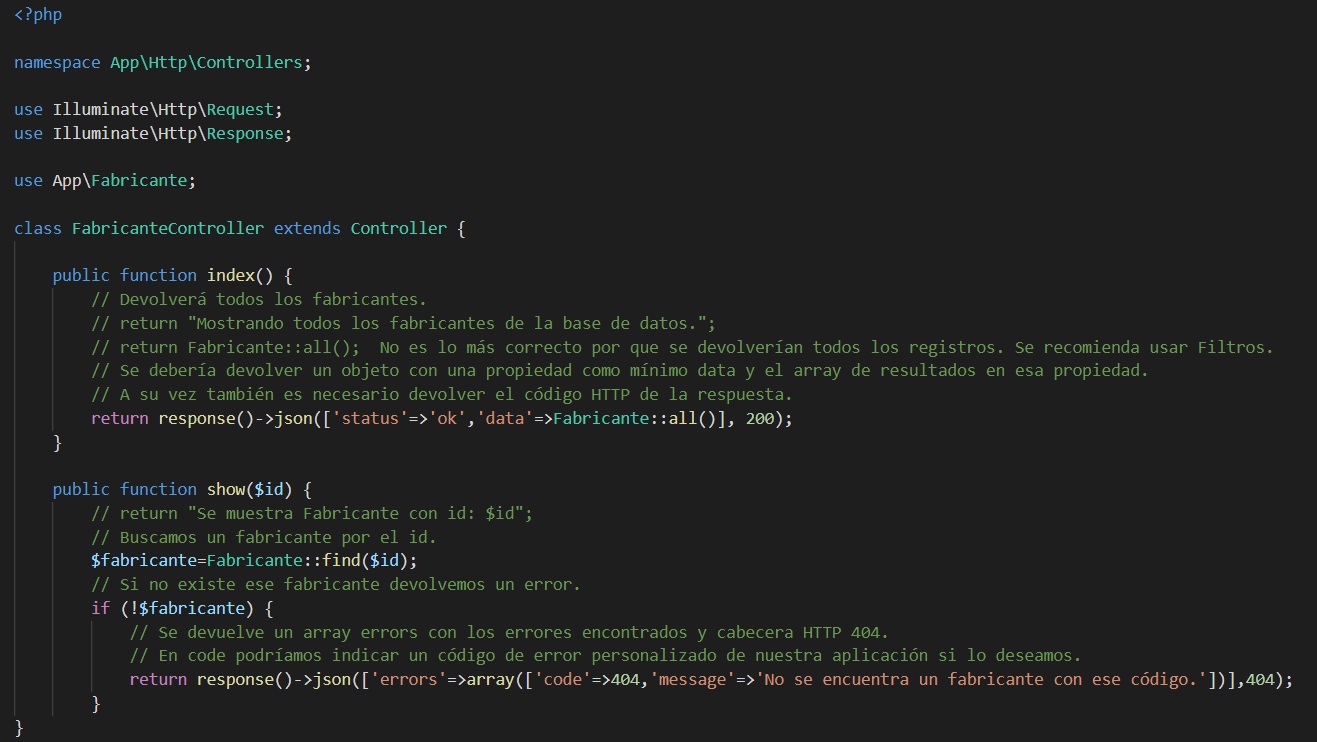 <?php
namespace App\Http\Controllers;
use Illuminate\Http\Request;
use Illuminate\Http\Response;
use App\Fabricante;
class FabricanteController extends Controller {
    public function index() {
        // Devolverá todos los fabricantes.
        // return "Mostrando todos los fabricantes de la base de datos.";
        // return Fabricante::all();  No es lo más correcto por que se devolverían todos los registros. Se recomienda usar Filtros.
        // Se debería devolver un objeto con una propiedad como mínimo data y el array de resultados en esa propiedad.
        // A su vez también es necesario devolver el código HTTP de la respuesta.
        return response()->json(['status'=>'ok','data'=>Fabricante::all()], 200);
    }
    public function show($id) {
        // return "Se muestra Fabricante con id: $id";
        // Buscamos un fabricante por el id.
        $fabricante=Fabricante::find($id);
        // Si no existe ese fabricante devolvemos un error.
        if (!$fabricante) {
            // Se devuelve un array errors con los errores encontrados y cabecera HTTP 404.
            // En code podríamos indicar un código de error personalizado de nuestra aplicación si lo deseamos.
            return response()->json(['errors'=>array(['code'=>404,'message'=>'No se encuentra un fabricante con ese código.'])],404);
        }
}